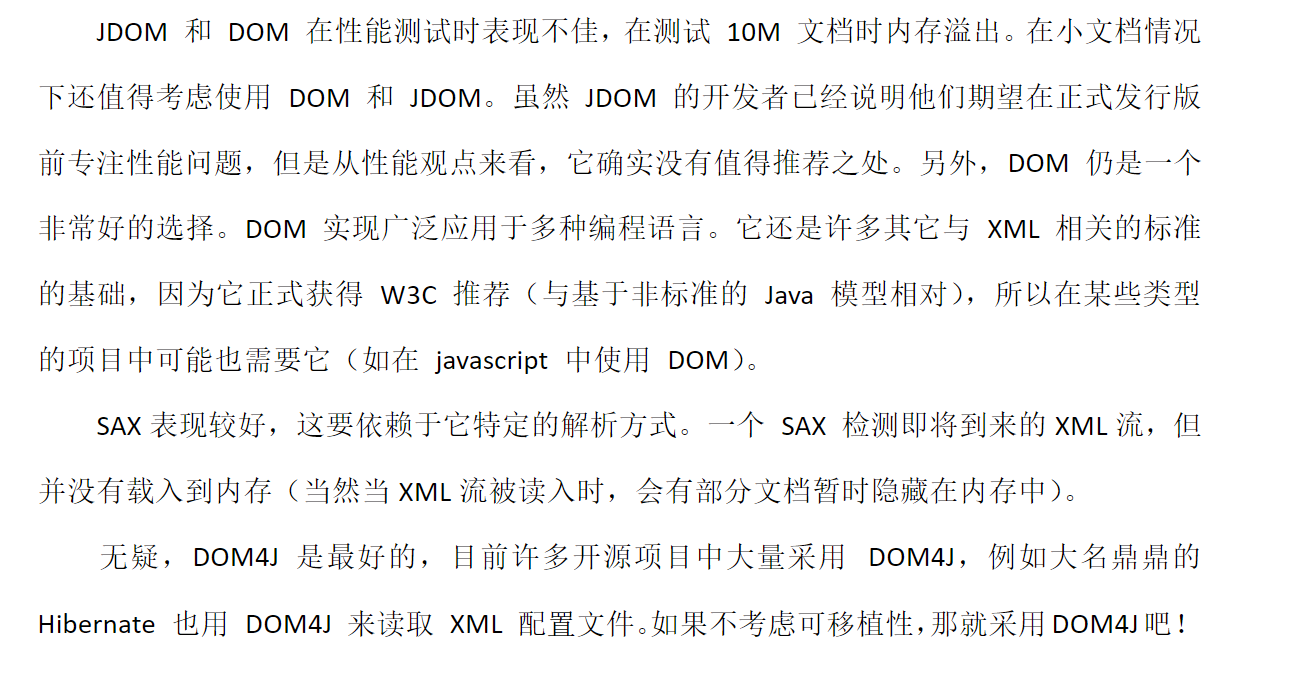 JDOM 和 DOM 在性能测试时表现不佳，在测试 10M 文档时内存溢出。在小文档情况
下还值得考虑使用 DOM 和 JDOM。虽然 JDOM 的开发者已经说明他们期望在正式发行版
前专注性能问题，但是从性能观点来看，它确实没有值得推荐之处。另外，DOM 仍是一个
非常好的选择。DOM 实现广泛应用于多种编程语言。它还是许多其它与 XML 相关的标准
的基础，因为它正式获得 W3C 推荐（与基于非标准的 Java 模型相对），所以在某些类型
的项目中可能也需要它（如在 javascript 中使用 DOM）。
SAX 表现较好，这要依赖于它特定的解析方式。一个 SAX 检测即将到来的 XML 流，但
并没有载入到内存（当然当 XML 流被读入时，会有部分文档暂时隐藏在内存中）。
无疑，DOM4J 是最好的，目前许多开源项目中大量采用 DOM4J，例如大名鼎鼎的
Hibernate 也用 DOM4J 来读取 XML 配置文件。如果不考虑可移植性，那就采用 DOM4J 吧！